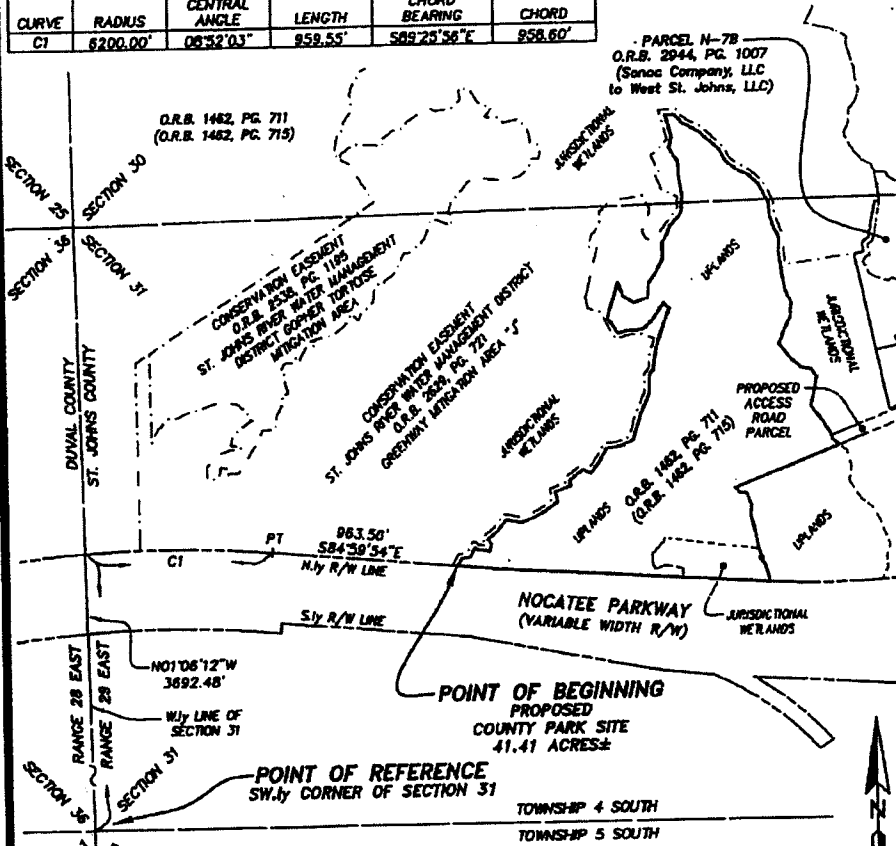 CURVE RADIUS CENTRAL ANGLE LENGTH CHORD BEARING CHORD
C1 6200.00' 08°52'03" 959.55' S89°25'56"E 958.60'
PARCEL N-7B
O.R.B. 2944, PG. 1007
(Sonoc Company, LLC
to West St. Johns, LLC)
O.R.B. 1462, PG. 711
(O.R.B. 1462, PG. 715)
JURISDICTIONAL
WETLANDS
SECTION 25
SECTION 30
SECTION 36
SECTION 31
CONSERVATION EASEMENT
O.R.B. 2538, PG. 1195
ST. JOHNS RIVER WATER MANAGEMENT
DISTRICT GOPHER TORTOISE
MITIGATION AREA
CONSERVATION EASEMENT
ST. JOHNS RIVER WATER MANAGEMENT DISTRICT
O.R.B. 2629, PG. 721
GREENWAY MITIGATION AREA "S"
UPLANDS
JURISDICTIONAL
WETLANDS
DUVAL COUNTY
ST. JOHNS COUNTY
JURISDICTIONAL
WETLANDS
PROPOSED
ACCESS
ROAD
PARCEL
O.R.B. 1462, PG. 711
(O.R.B. 1462, PG. 715)
UPLANDS
UPLANDS
C1
PT
963.50'
S84°59'54"E
N.ly R/W LINE
S.ly R/W LINE
NOCATEE PARKWAY
(VARIABLE WIDTH R/W)
JURISDICTIONAL
WETLANDS
N01°06'12"W
3692.48'
W.ly LINE OF
SECTION 31
RANGE 28 EAST
RANGE 29 EAST
POINT OF BEGINNING
PROPOSED
COUNTY PARK SITE
41.41 ACRES±
SECTION 36
SECTION 31
POINT OF REFERENCE
SW.ly CORNER OF SECTION 31
TOWNSHIP 4 SOUTH
TOWNSHIP 5 SOUTH
N